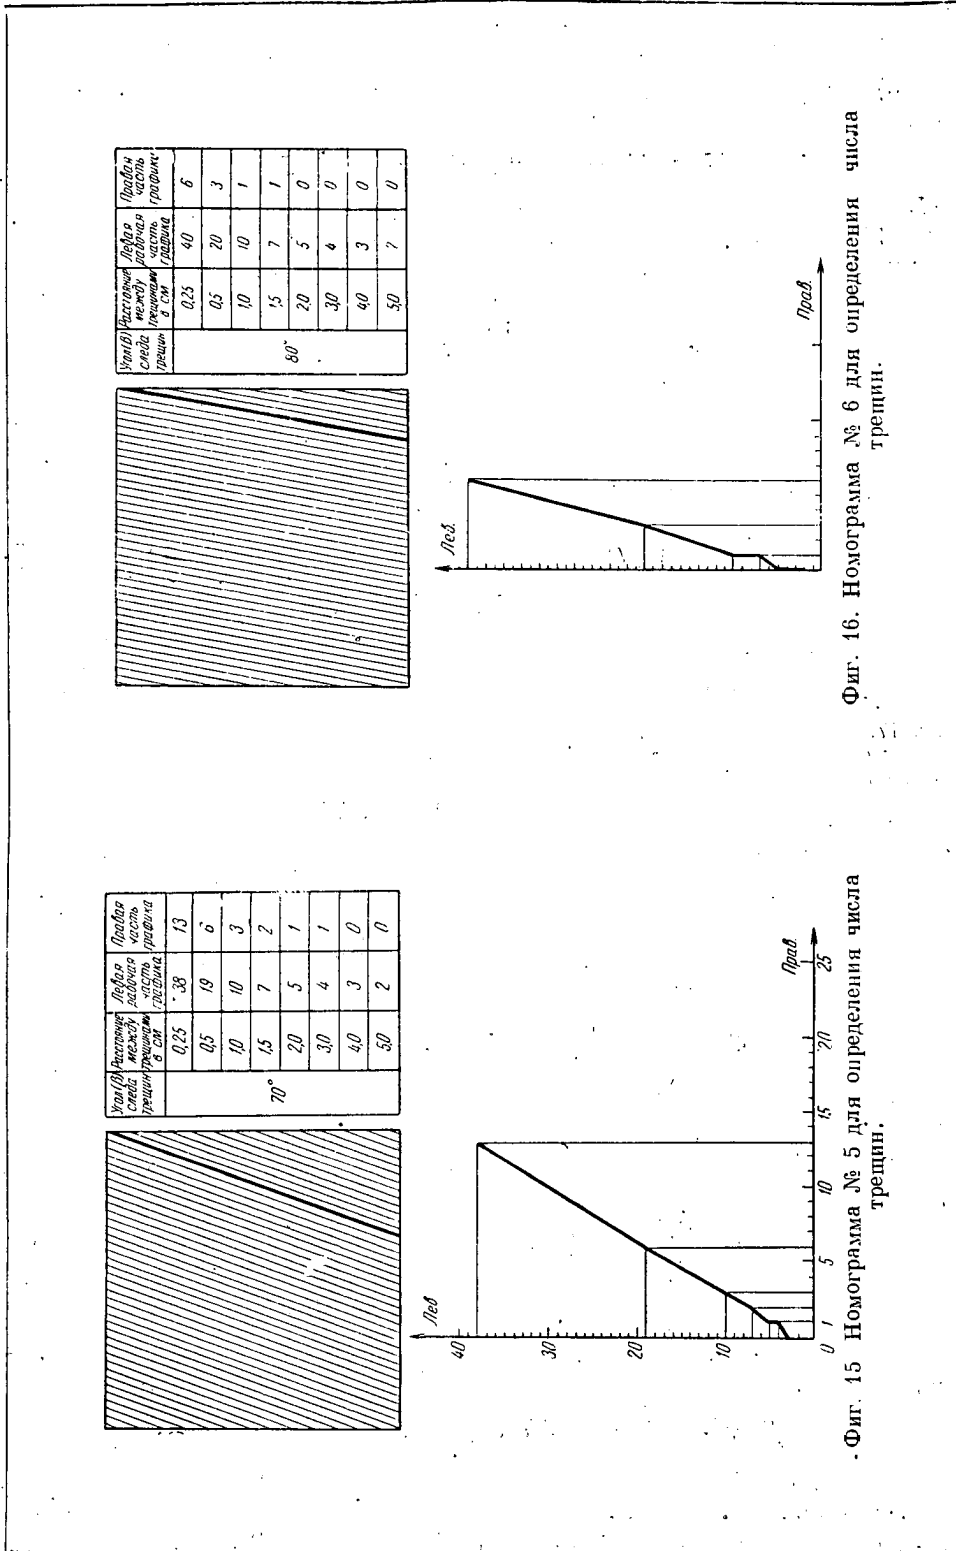 Угол(β) следа трещин
Расстояние между трещинами в см
Левая рабочая часть графика
Правая часть графика
70°
0,25 38 13
0,5 19 6
1,0 10 3
1,5 7 2
2,0 5 1
3,0 4 1
4,0 3 0
5,0 2 0
Лев
40
30
20
10
0
1
5
10
15
20
25
Прав.
Фиг. 15 Номограмма № 5 для определения числа
трещин.
Угол(β) следа трещин
Расстояние между трещинами в см
Левая рабочая часть графика
Правая часть графики
80°
0,25 40 6
0,5 20 3
1,0 10 1
1,5 7 1
2,0 5 0
3,0 4 0
4,0 3 0
5,0 0
Лев.
Прав.
Фиг. 16. Номограмма № 6 для определения числа
трещин.